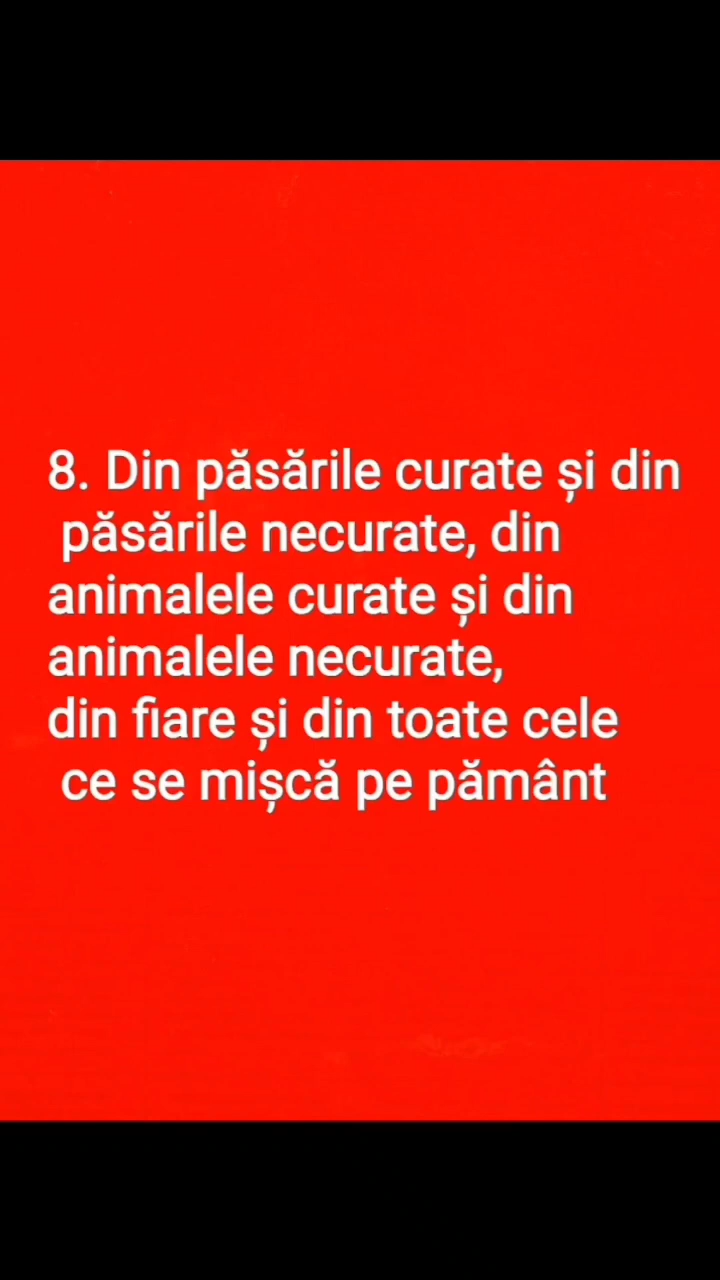 8. Din păsările curate și din
păsările necurate, din
animalele curate și din
animalele necurate,
din fiare și din toate cele
ce se mișcă pe pământ